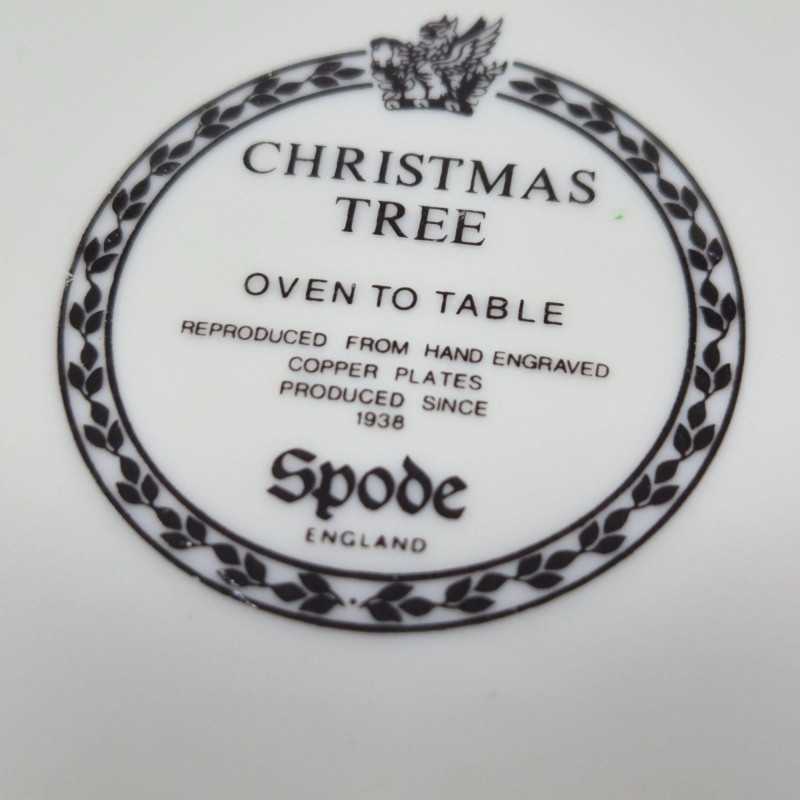 CHRISTMAS
TREE
OVEN TO TABLE
REPRODUCED FROM HAND ENGRAVED
COPPER PLATES
PRODUCED SINCE
1938
Spode
ENGLAND